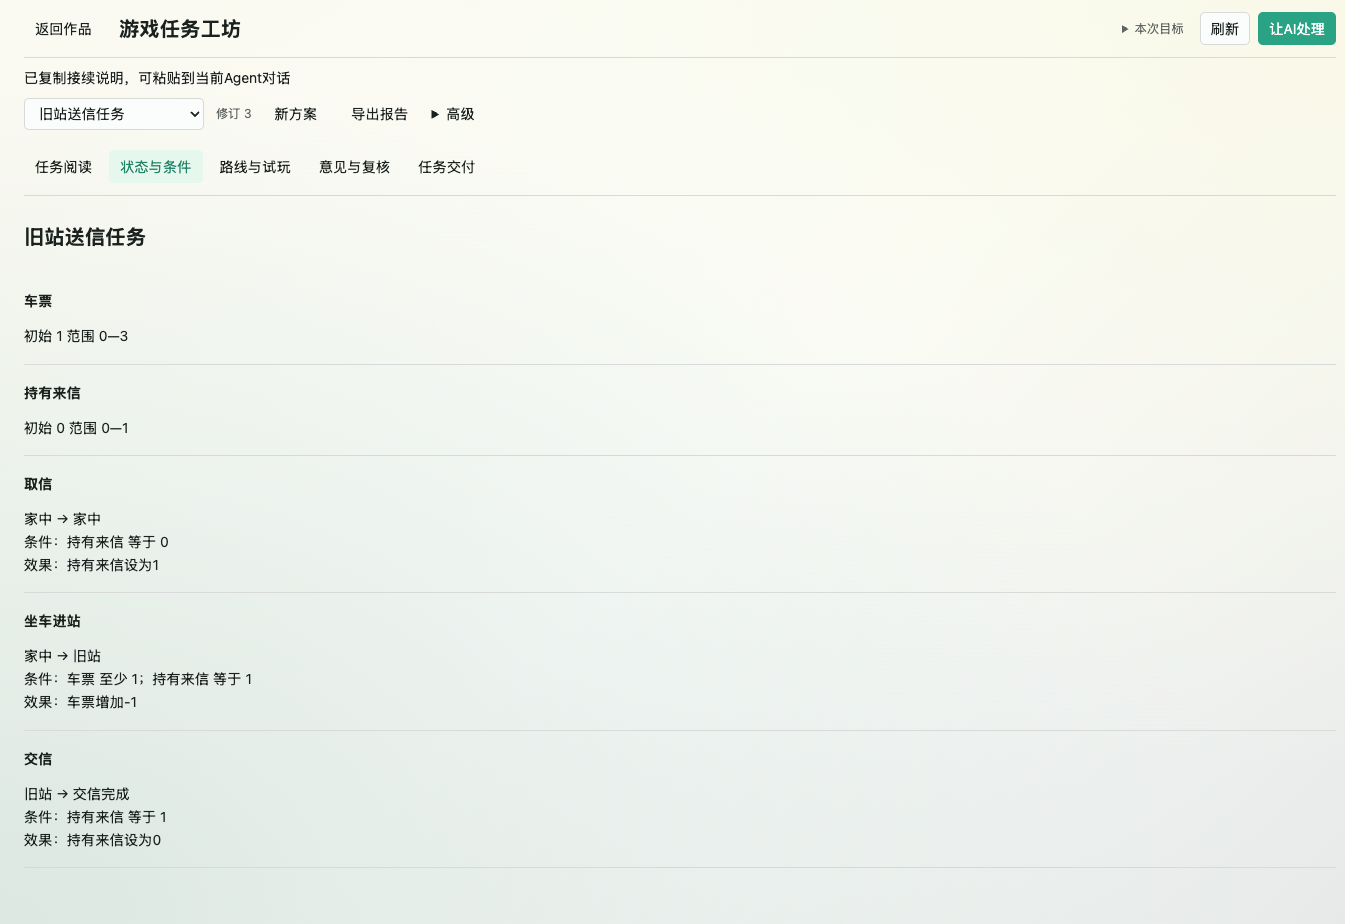 返回作品 游戏任务工坊 ▶ 本次目标 刷新 让AI处理
已复制接续说明，可粘贴到当前Agent对话
旧站送信任务 修订 3 新方案 导出报告 ▶ 高级
任务阅读 状态与条件 路线与试玩 意见与复核 任务交付
旧站送信任务
车票
初始 1 范围 0—3
持有来信
初始 0 范围 0—1
取信
家中 → 家中
条件：持有来信 等于 0
效果：持有来信设为1
坐车进站
家中 → 旧站
条件：车票 至少 1；持有来信 等于 1
效果：车票增加-1
交信
旧站 → 交信完成
条件：持有来信 等于 1
效果：持有来信设为0